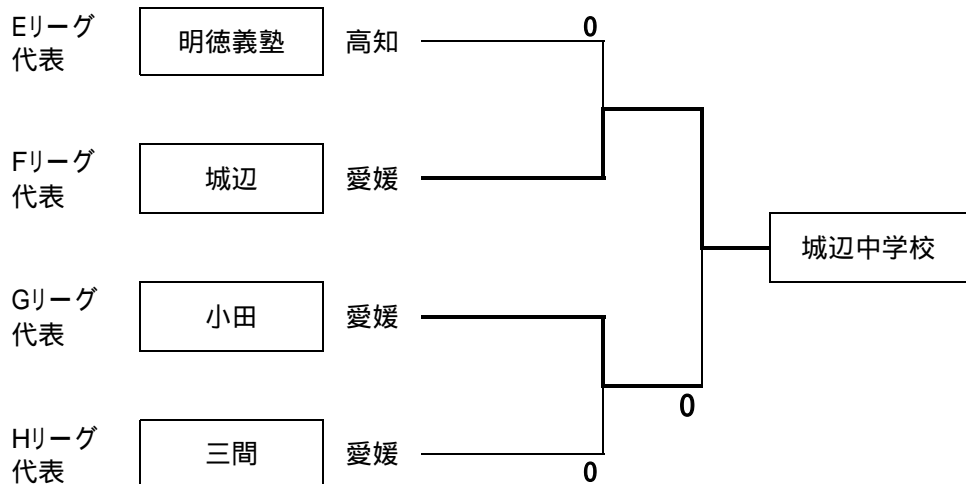 Eリーグ
代表
明徳義塾
高知
0
Fリーグ
代表
城辺
愛媛
城辺中学校
Gリーグ
代表
小田
愛媛
0
Hリーグ
代表
三間
愛媛
0